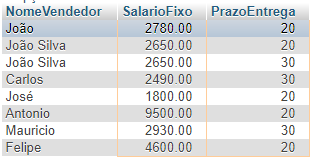 NomeVendedor SalarioFixo PrazoEntrega
João 2780.00 20
João Silva 2650.00 20
João Silva 2650.00 30
Carlos 2490.00 30
José 1800.00 20
Antonio 9500.00 20
Mauricio 2930.00 30
Felipe 4600.00 20